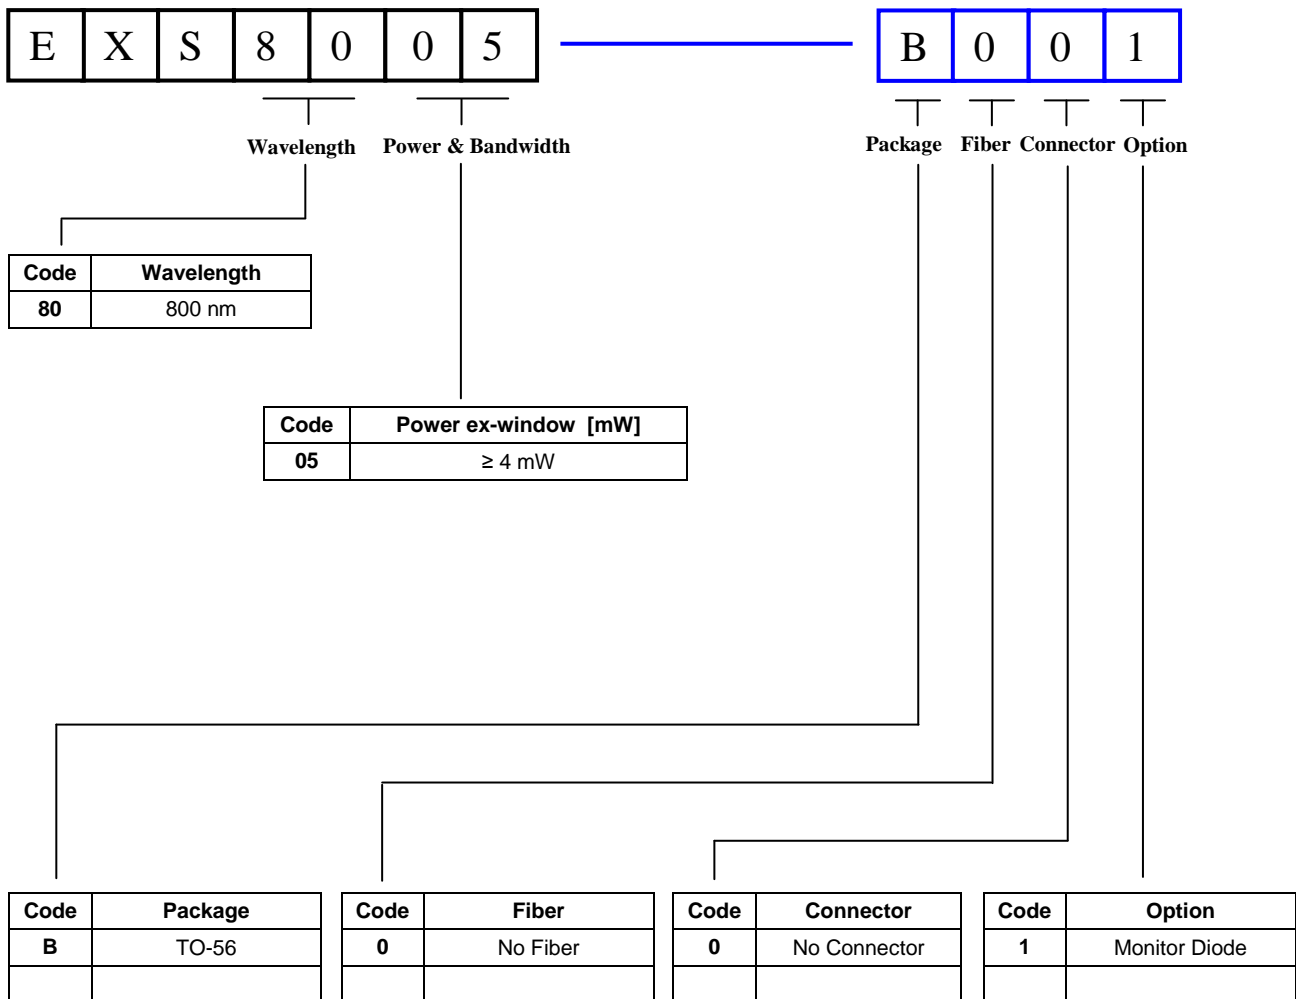 E X S 8 0 0 5 B 0 0 1
Wavelength Power & Bandwidth Package Fiber Connector Option
Code Wavelength
80 800 nm
Code Power ex-window [mW]
05 ≥ 4 mW
Code Package Code Fiber Code Connector Code Option
B TO-56 0 No Fiber 0 No Connector 1 Monitor Diode